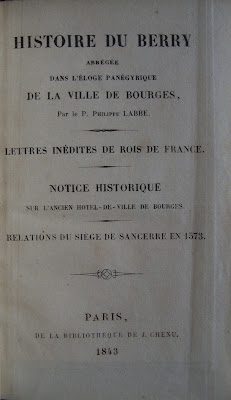 HISTOIRE DU BERRY
ABRÉGÉE
DANS L'ÉLOGE PANÉGYRIQUE
DE LA VILLE DE BOURGES,
Par le P. Philippe LABBE.
LETTRES INÉDITES DE ROIS DE FRANCE.
NOTICE HISTORIQUE
SUR L'ANCIEN HOTEL-DE-VILLE DE BOURGES.
RELATIONS DU SIEGE DE SANCERRE EN 1573.
PARIS,
DE LA BIBLIOTHEQUE DE J. CHENU.
1843